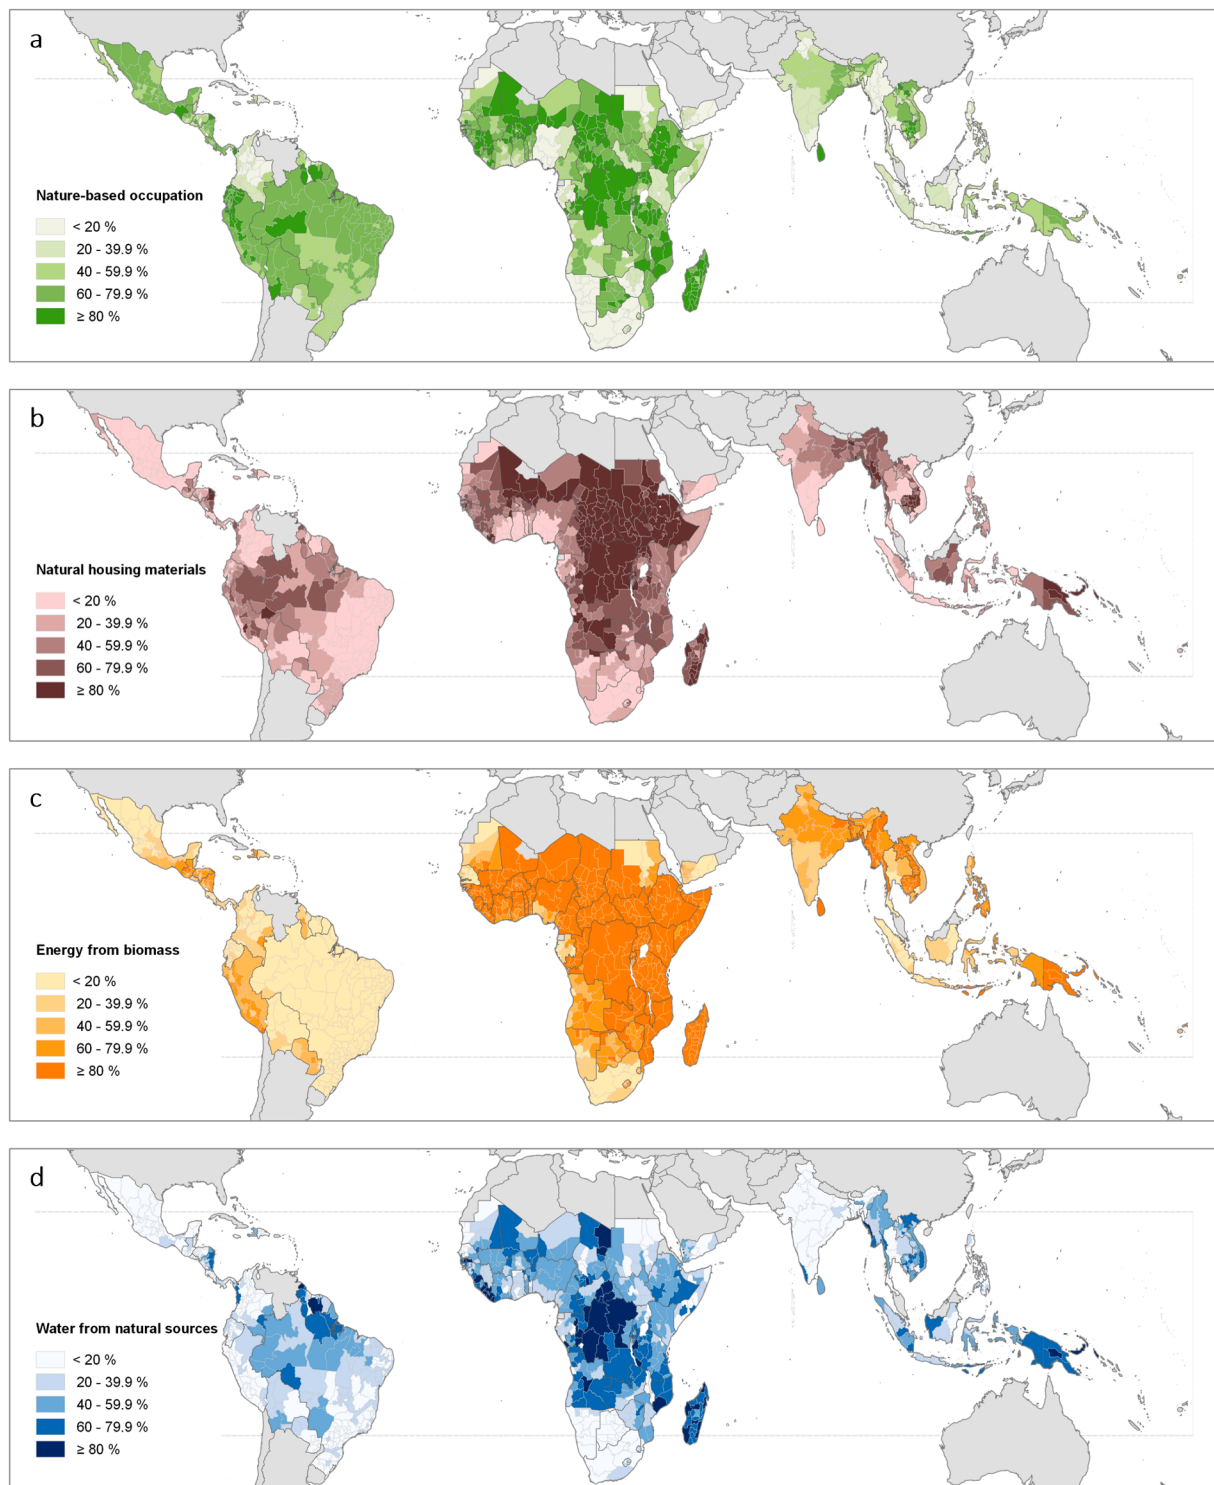 a
Nature-based occupation
< 20 %
20 - 39.9 %
40 - 59.9 %
60 - 79.9 %
≥ 80 %
b
Natural housing materials
< 20 %
20 - 39.9 %
40 - 59.9 %
60 - 79.9 %
≥ 80 %
c
Energy from biomass
< 20 %
20 - 39.9 %
40 - 59.9 %
60 - 79.9 %
≥ 80 %
d
Water from natural sources
< 20 %
20 - 39.9 %
40 - 59.9 %
60 - 79.9 %
≥ 80 %